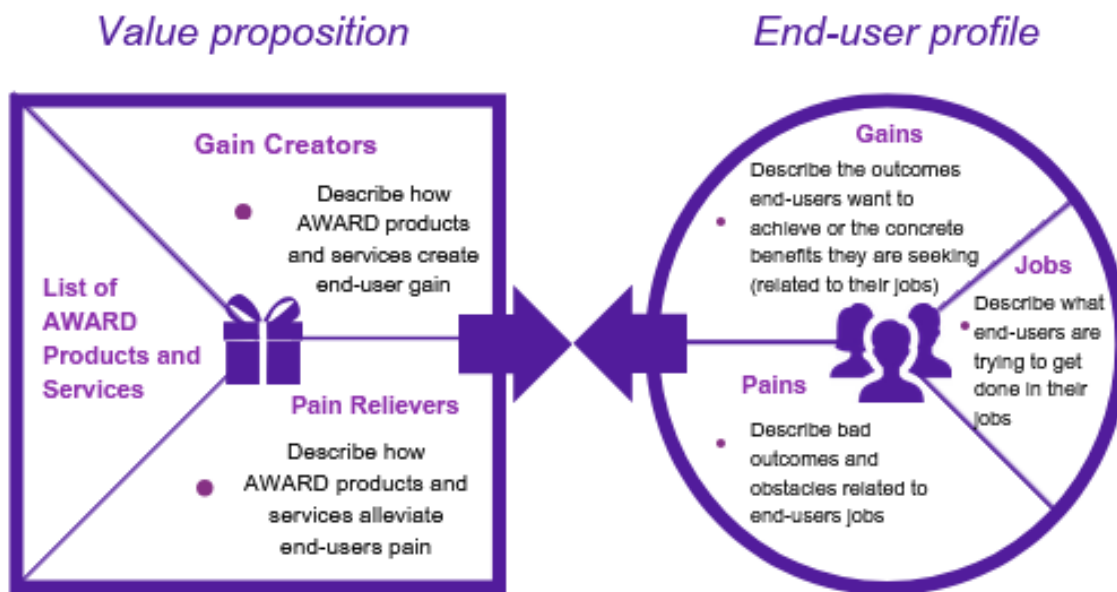 Value proposition
End-user profile
Gain Creators
Describe how
AWARD products
and services create
end-user gain
List of
AWARD
Products and
Services
Pain Relievers
Describe how
AWARD products and
services alleviate
end-users pain
Gains
Describe the outcomes
end-users want to
achieve or the concrete
benefits they are seeking
(related to their jobs)
Jobs
Describe what
end-users are
trying to get
done in their
jobs
Pains
Describe bad
outcomes and
obstacles related to
end-users jobs